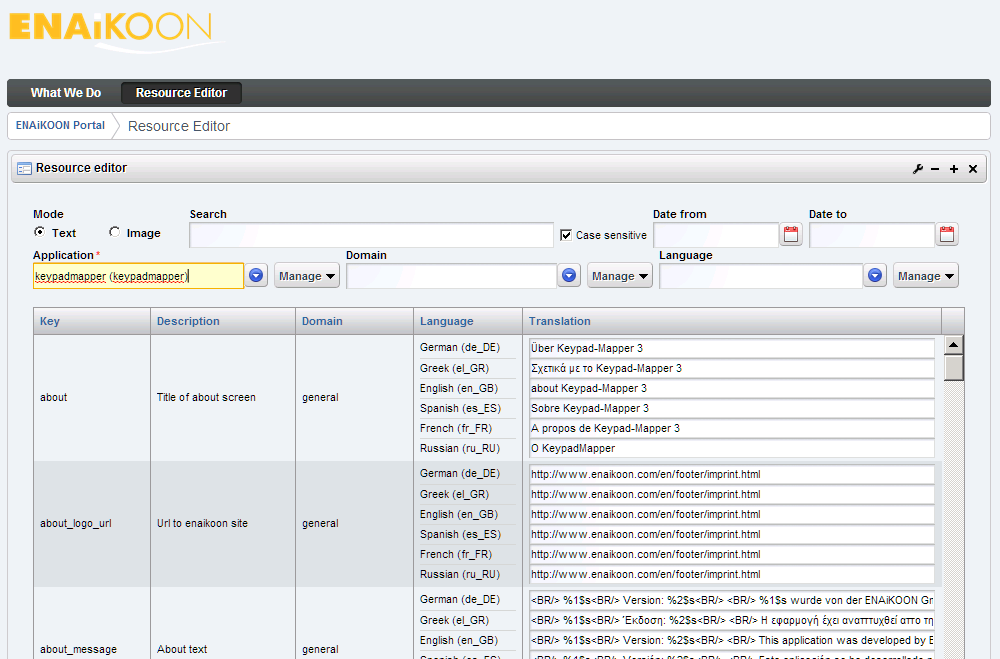 ENAiKOON
What We Do Resource Editor
ENAiKOON Portal Resource Editor
Resource editor
Mode Search Date from Date to
Text Image Case sensitive
Application* Domain Language
keypadmapper (keypadmapper) Manage Manage Manage
Key Description Domain Language Translation
German (de_DE) Über Keypad-Mapper 3
Greek (el_GR) Σχετικά με το Keypad-Mapper 3
English (en_GB) about Keypad-Mapper 3
about Title of about screen general
Spanish (es_ES) Sobre Keypad-Mapper 3
French (fr_FR) A propos de Keypad-Mapper 3
Russian (ru_RU) О KeypadMapper
German (de_DE) http://www.enaikoon.com/en/footer/imprint.html
Greek (el_GR) http://www.enaikoon.com/en/footer/imprint.html
English (en_GB) http://www.enaikoon.com/en/footer/imprint.html
about_logo_url Url to enaikoon site general
Spanish (es_ES) http://www.enaikoon.com/en/footer/imprint.html
French (fr_FR) http://www.enaikoon.com/en/footer/imprint.html
Russian (ru_RU) http://www.enaikoon.com/en/footer/imprint.html
German (de_DE) <BR/> %1$s<BR/> Version: %2$s<BR/> <BR/> %1$s wurde von der ENAiKOON Gr
Greek (el_GR) <BR/> %1$s<BR/> Έκδοση: %2$s<BR/> <BR/> Η εφαρμογή έχει αναπτυχθεί απο τη
English (en_GB) <BR/> %1$s<BR/> Version: %2$s<BR/> <BR/> This application was developed by E
about_message About text general